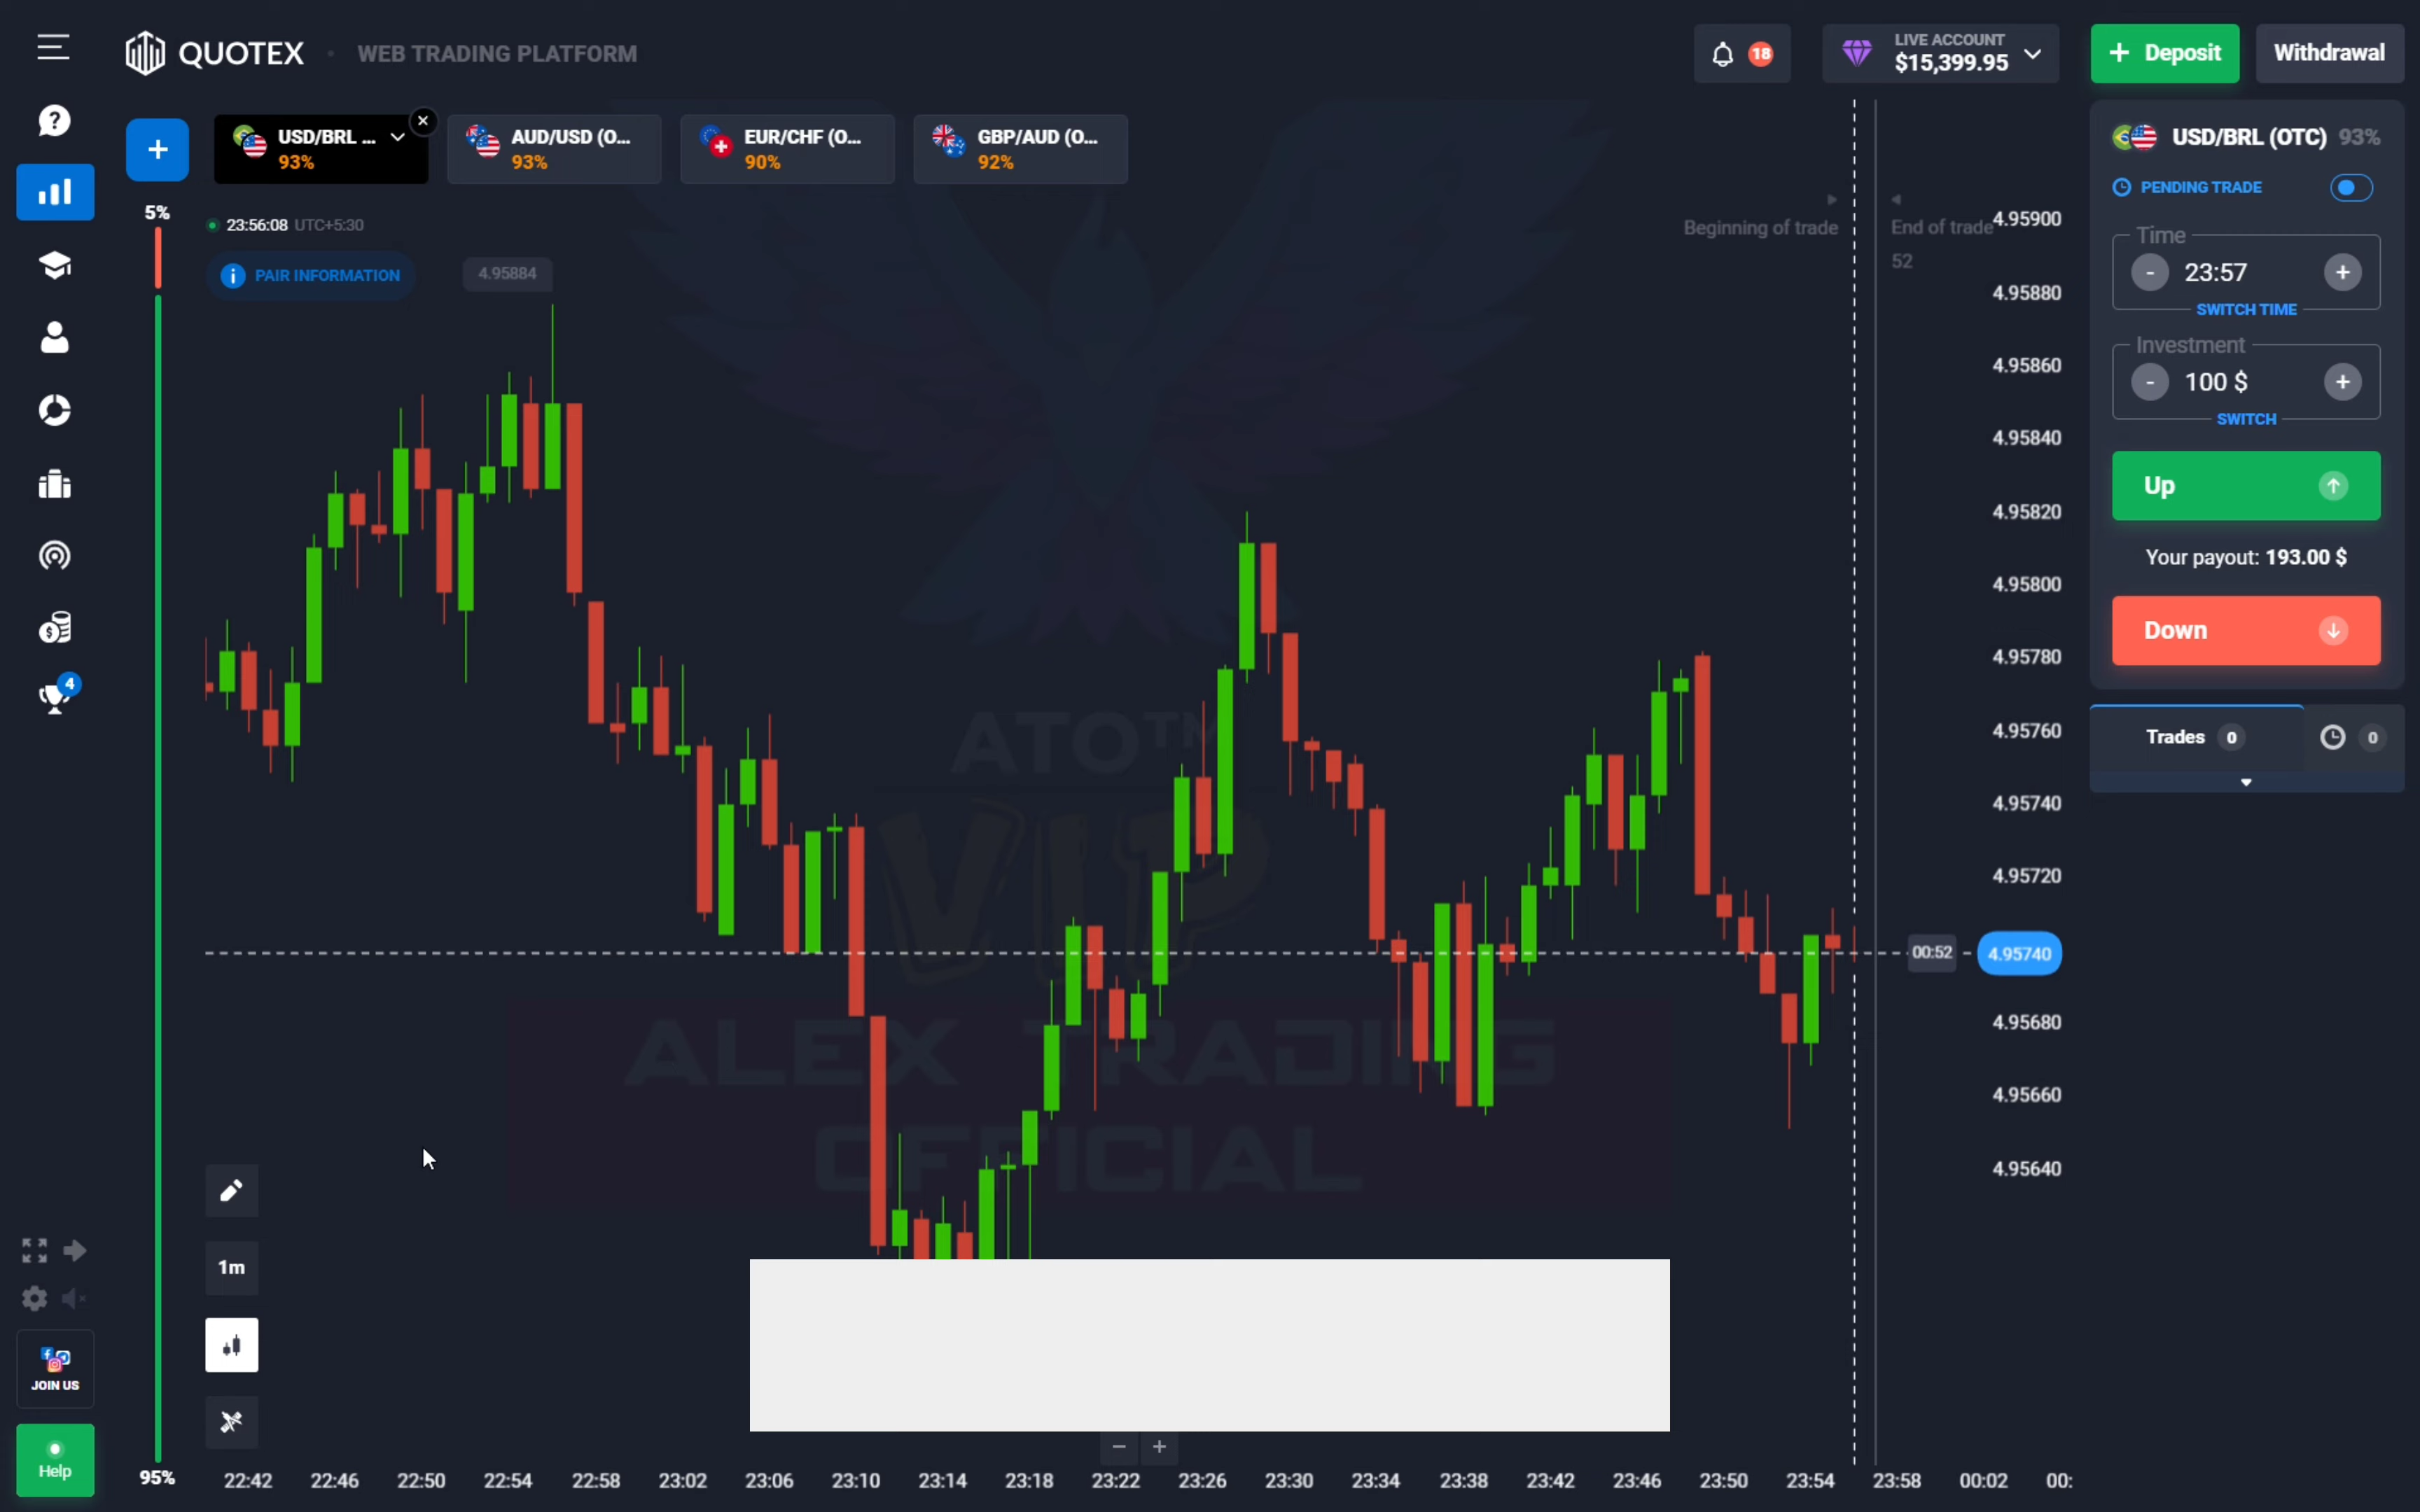 QUOTEX
WEB TRADING PLATFORM
18
LIVE ACCOUNT
$15,399.95
+ Deposit
Withdrawal
+
USD/BRL ...
93%
AUD/USD (O...
93%
EUR/CHF (O...
90%
GBP/AUD (O...
92%
5%
23:56:08 UTC+5:30
PAIR INFORMATION
4.95884
Beginning of trade
End of trade
52
4.95900
4.95880
4.95860
4.95840
4.95820
4.95800
4.95780
4.95760
4.95740
4.95720
00:52
4.95740
4.95680
4.95660
4.95640
USD/BRL (OTC) 93%
PENDING TRADE
Time
- 23:57 +
SWITCH TIME
Investment
- 100 $ +
SWITCH
Up
Your payout: 193.00 $
Down
Trades 0
0
4
ATO™
VIP
ALEX TRADING
OFFICIAL
1m
JOIN US
Help
95%
- +
22:42 22:46 22:50 22:54 22:58 23:02 23:06 23:10 23:14 23:18 23:22 23:26 23:30 23:34 23:38 23:42 23:46 23:50 23:54 23:58 00:02 00: